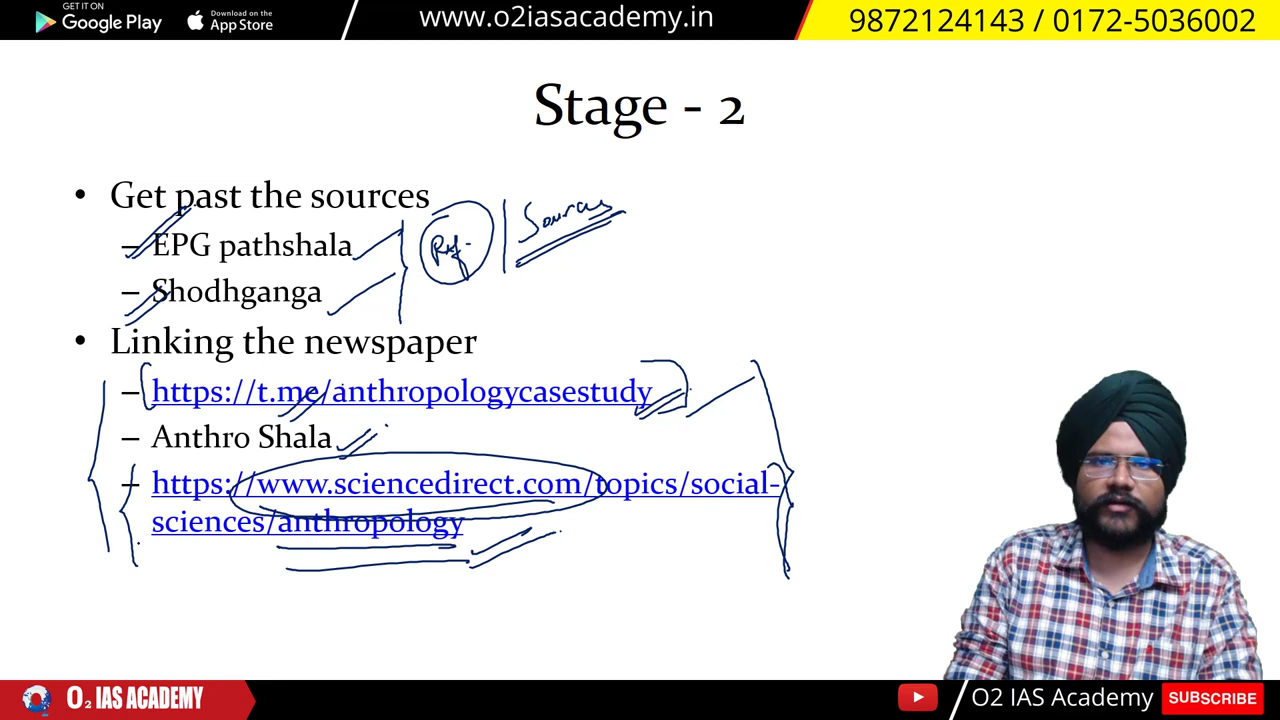 GET IT ON
Google Play
Download on the
App Store
www.o2iasacademy.in
9872124143 / 0172-5036002
Stage - 2
• Get past the sources
– EPG pathshala
Ref. Sources
– Shodhganga
• Linking the newspaper
– https://t.me/anthropologycasestudy
– Anthro Shala
– https://www.sciencedirect.com/topics/social-
sciences/anthropology
O2 IAS ACADEMY
O2 IAS Academy
SUBSCRIBE